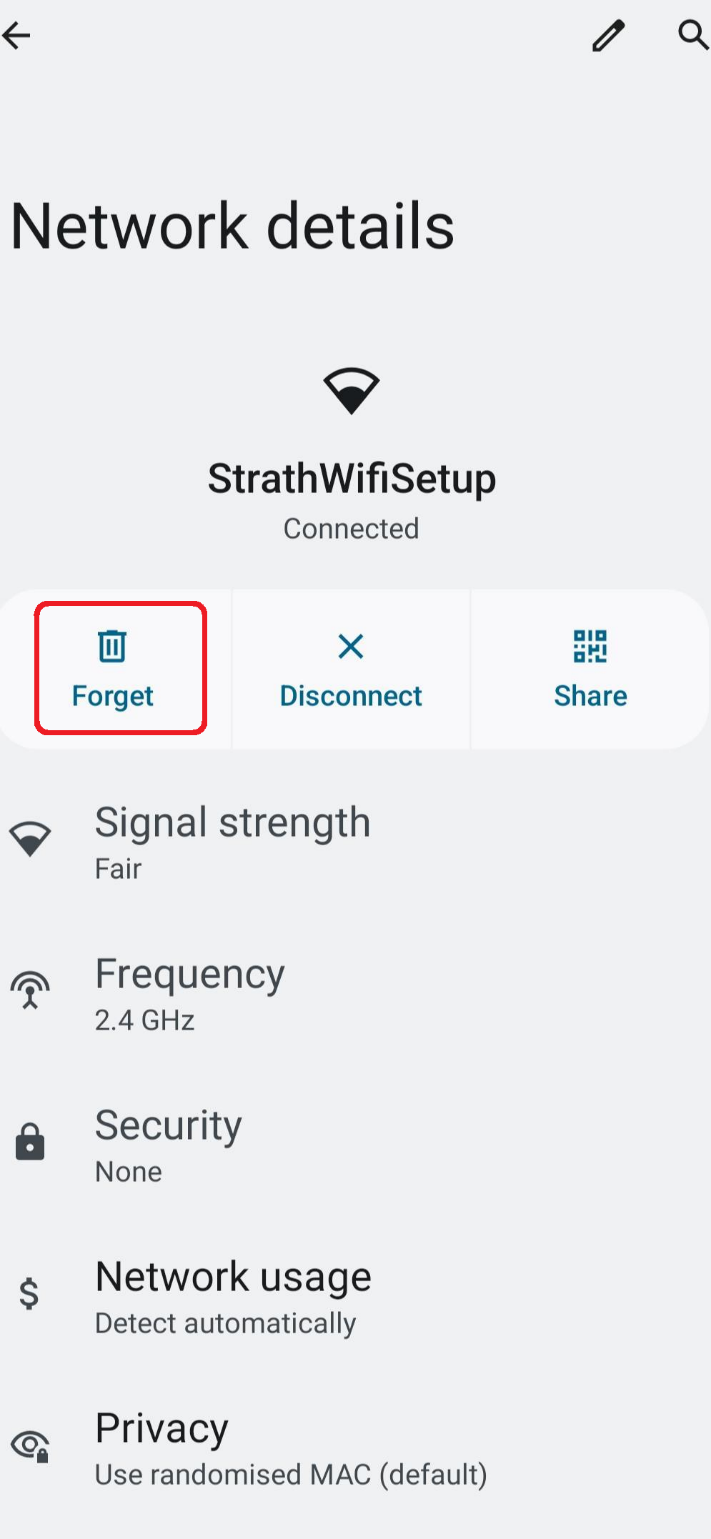 Network details
StrathWifiSetup
Connected
Forget
Disconnect
Share
Signal strength
Fair
Frequency
2.4 GHz
Security
None
Network usage
Detect automatically
Privacy
Use randomised MAC (default)